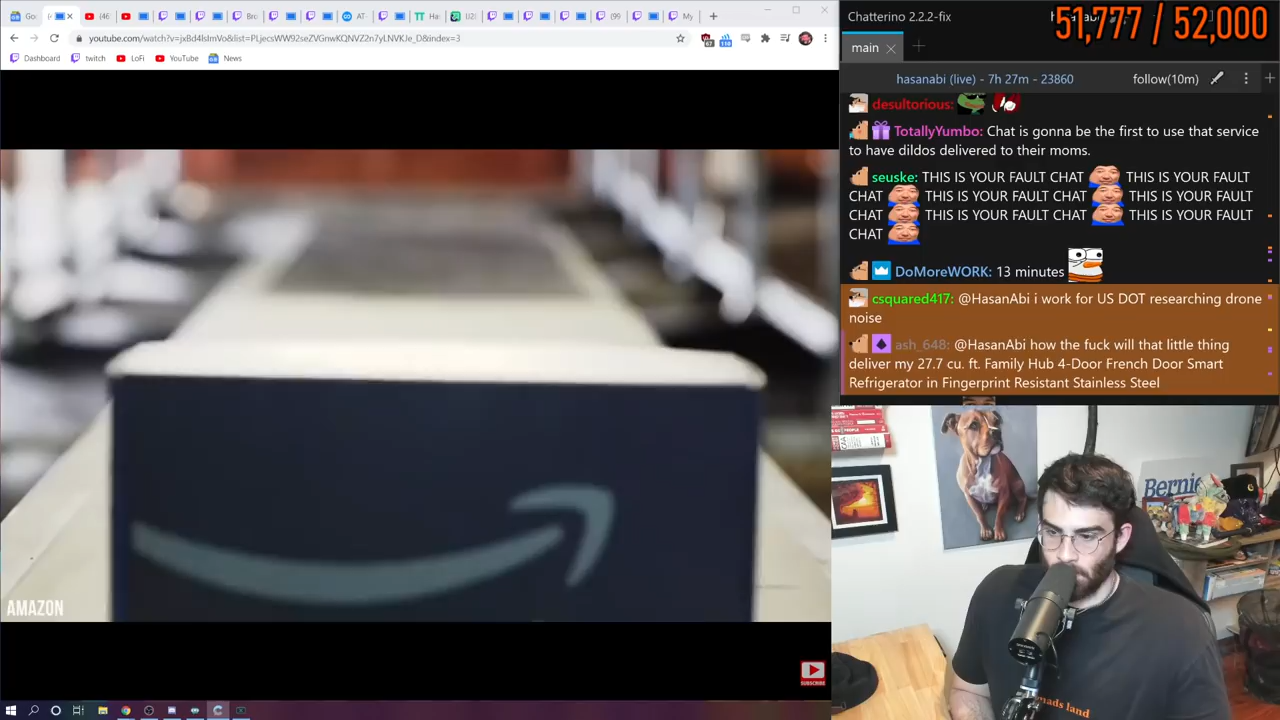 youtube.com/watch?v=jxBd4lsImVo&list=PLjecsWW92seZVGnwKQNVZ2n7yLNVKJe_D&index=3
Dashboard twitch LoFi YouTube News
AMAZON
SUBSCRIBE
Chatterino 2.2.2-fix
51,777 / 52,000
main
hasanabi (live) - 7h 27m - 23860 follow(10m)
desultorious:
TotallyYumbo: Chat is gonna be the first to use that service
to have dildos delivered to their moms.
seuske: THIS IS YOUR FAULT CHAT THIS IS YOUR FAULT
CHAT THIS IS YOUR FAULT CHAT THIS IS YOUR FAULT
CHAT THIS IS YOUR FAULT CHAT THIS IS YOUR FAULT
CHAT
DoMoreWORK: 13 minutes
csquared417: @HasanAbi i work for US DOT researching drone
noise
ash_648: @HasanAbi how the fuck will that little thing
deliver my 27.7 cu. ft. Family Hub 4-Door French Door Smart
Refrigerator in Fingerprint Resistant Stainless Steel
Bernie